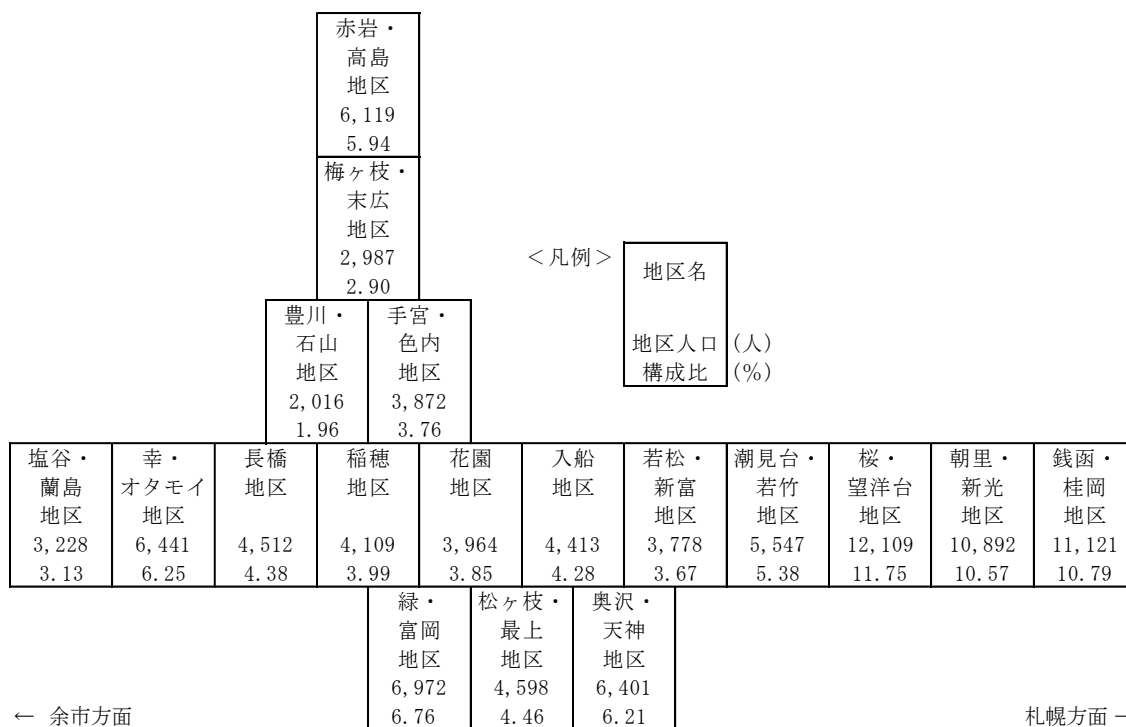 赤岩・
高島
地区
6,119
5.94
梅ヶ枝・
末広
地区
2,987
2.90
＜凡例＞
地区名
地区人口 (人)
構成比 (%)
豊川・
石山
地区
2,016
1.96
手宮・
色内
地区
3,872
3.76
塩谷・
蘭島
地区
3,228
3.13
幸・
オタモイ
地区
6,441
6.25
長橋
地区
4,512
4.38
稲穂
地区
4,109
3.99
花園
地区
3,964
3.85
入船
地区
4,413
4.28
若松・
新富
地区
3,778
3.67
潮見台・
若竹
地区
5,547
5.38
桜・
望洋台
地区
12,109
11.75
朝里・
新光
地区
10,892
10.57
銭函・
桂岡
地区
11,121
10.79
緑・
富岡
地区
6,972
6.76
松ヶ枝・
最上
地区
4,598
4.46
奥沢・
天神
地区
6,401
6.21
← 余市方面
札幌方面